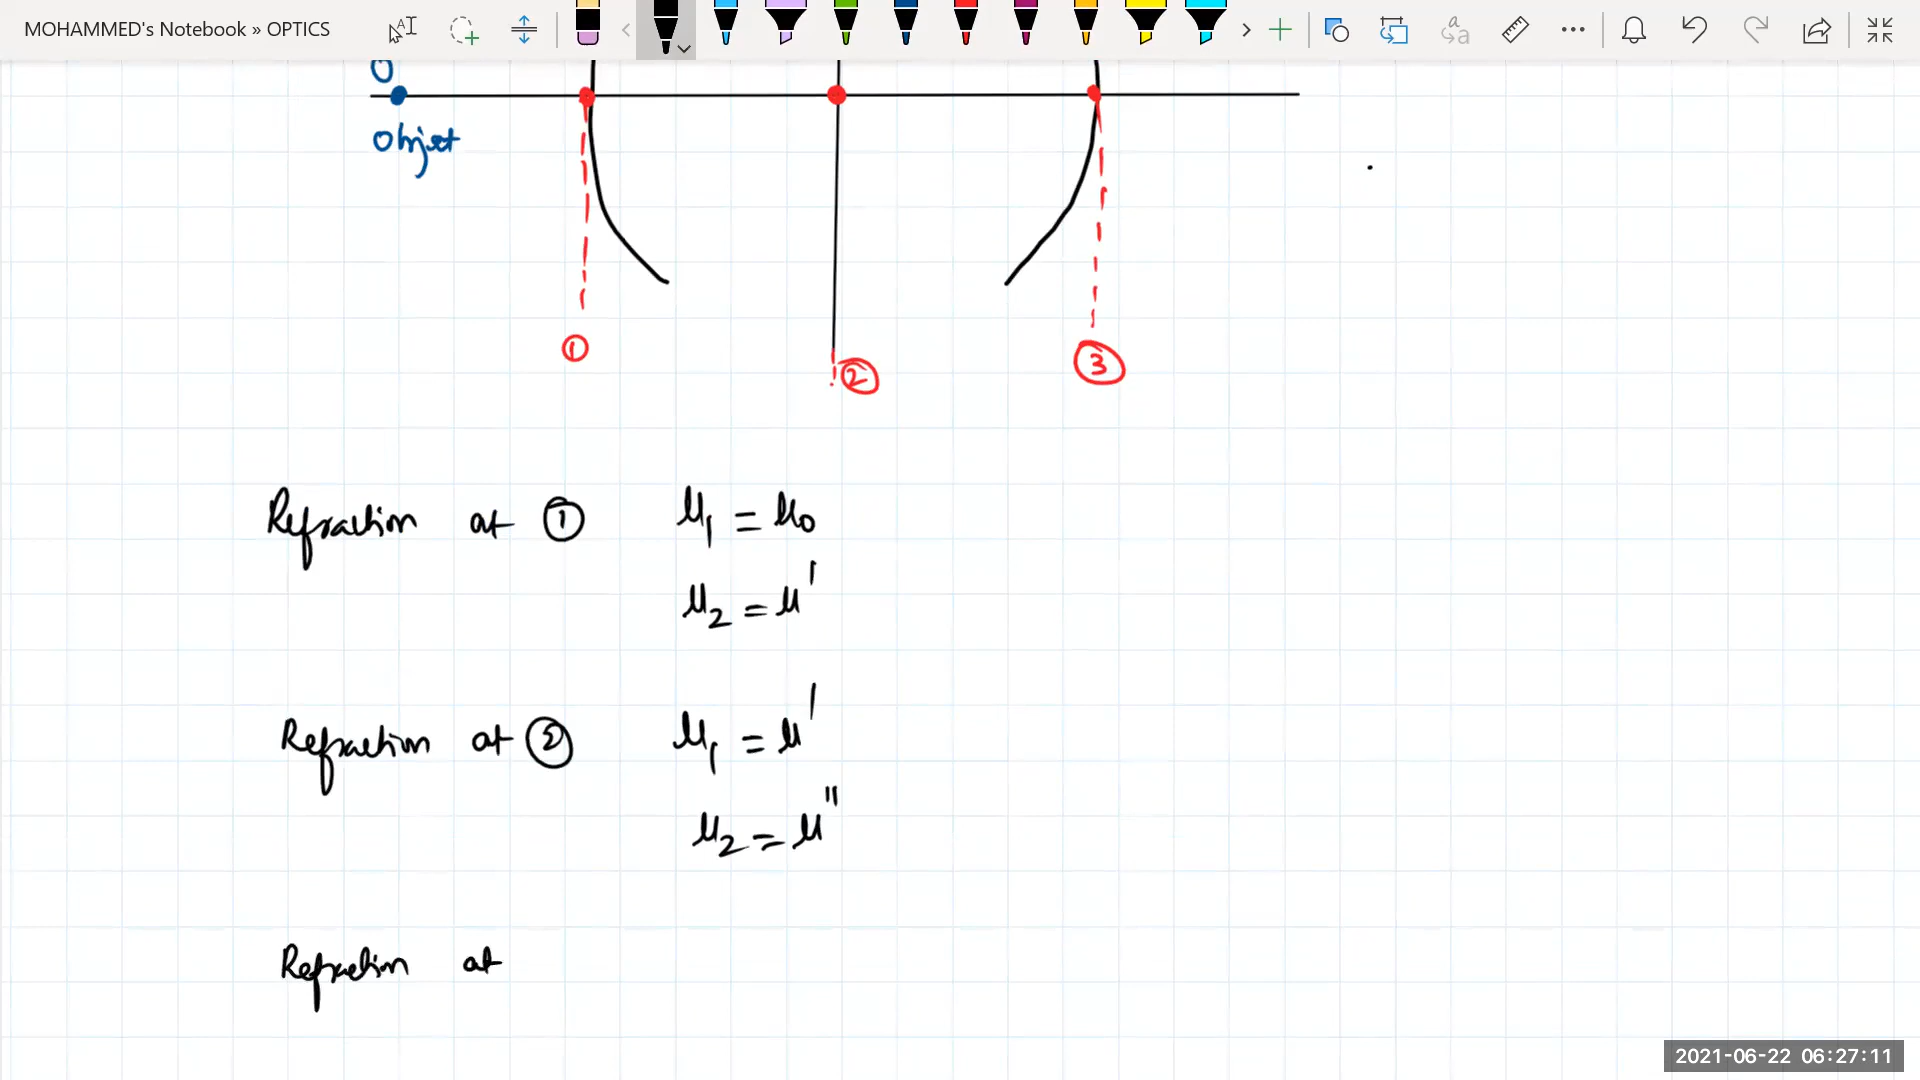 MOHAMMED's Notebook » OPTICS
O
Object
①
②
③
Refraction at ① μ₁ = μ₀
μ₂ = μ'
Refraction at ② μ₁ = μ'
μ₂ = μ"
Refraction at
2021-06-22 06:27:11